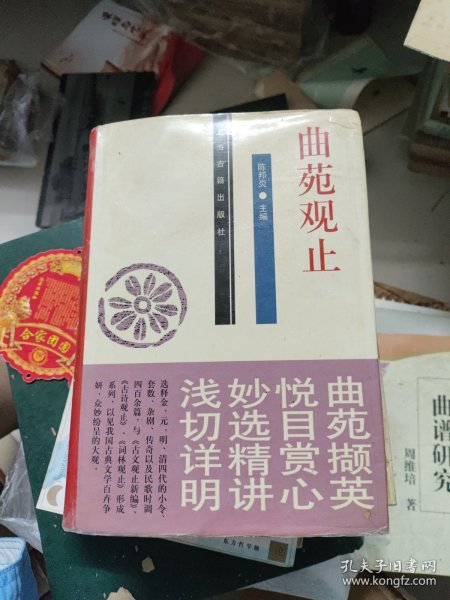 曲苑观止
陈邦炎●主编
上海古籍出版社
曲苑撷英
悦目赏心
妙选精讲
浅切详明
选释金、元、明、清四代的小令、
套数、杂剧、传奇以及民歌时调
四百余篇，与《古文观止新编》、
《古诗观止》、《词林观止》形成
系列，以见我国古典文学百卉争
妍、众妙纷呈的大观。
合家团圆
曲谱研究
周维培 著
东方哲学
孔夫子旧书网
www.kongfz.com